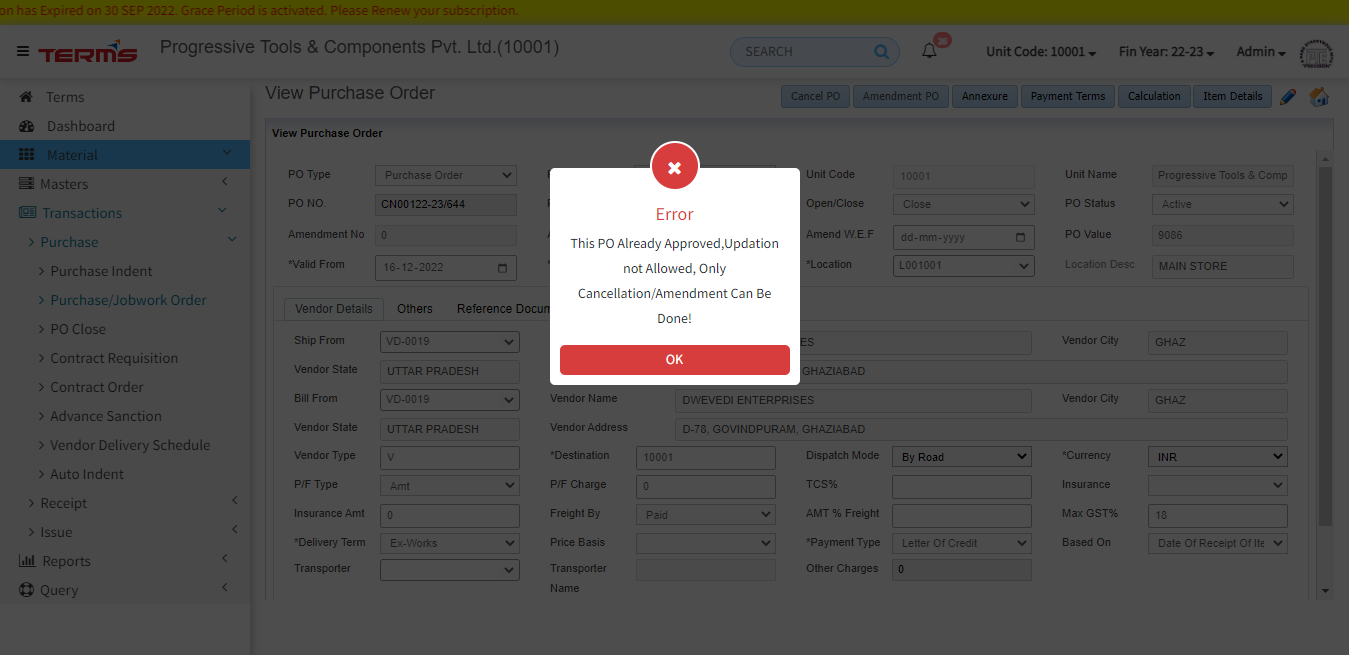 on has Expired on 30 SEP 2022. Grace Period is activated. Please Renew your subscription.
TERMS
Progressive Tools & Components Pvt. Ltd.(10001)
SEARCH
Unit Code: 10001
Fin Year: 22-23
Admin
Terms
Dashboard
Material
Masters
Transactions
Purchase
Purchase Indent
Purchase/Jobwork Order
PO Close
Contract Requisition
Contract Order
Advance Sanction
Vendor Delivery Schedule
Auto Indent
Receipt
Issue
Reports
Query
View Purchase Order
Cancel PO
Amendment PO
Annexure
Payment Terms
Calculation
Item Details
View Purchase Order
PO Type Purchase Order Unit Code 10001 Unit Name Progressive Tools & Comp
PO NO. CN00122-23/644 Open/Close Close PO Status Active
Amendment No 0 Amend W.E.F dd-mm-yyyy PO Value 9086
*Valid From 16-12-2022 *Location L001001 Location Desc MAIN STORE
Vendor Details Others Reference Docum
Ship From VD-0019 ES Vendor City GHAZ
Vendor State UTTAR PRADESH GHAZIABAD
Bill From VD-0019 Vendor Name DWEVEDI ENTERPRISES Vendor City GHAZ
Vendor State UTTAR PRADESH Vendor Address D-78, GOVINDPURAM, GHAZIABAD
Vendor Type V *Destination 10001 Dispatch Mode By Road *Currency INR
P/F Type Amt P/F Charge 0 TCS% Insurance
Insurance Amt 0 Freight By Paid AMT % Freight Max GST% 18
*Delivery Term Ex-Works Price Basis *Payment Type Letter Of Credit Based On Date Of Receipt Of Ite
Transporter Transporter Name Other Charges 0
Error
This PO Already Approved,Updation
not Allowed, Only
Cancellation/Amendment Can Be
Done!
OK